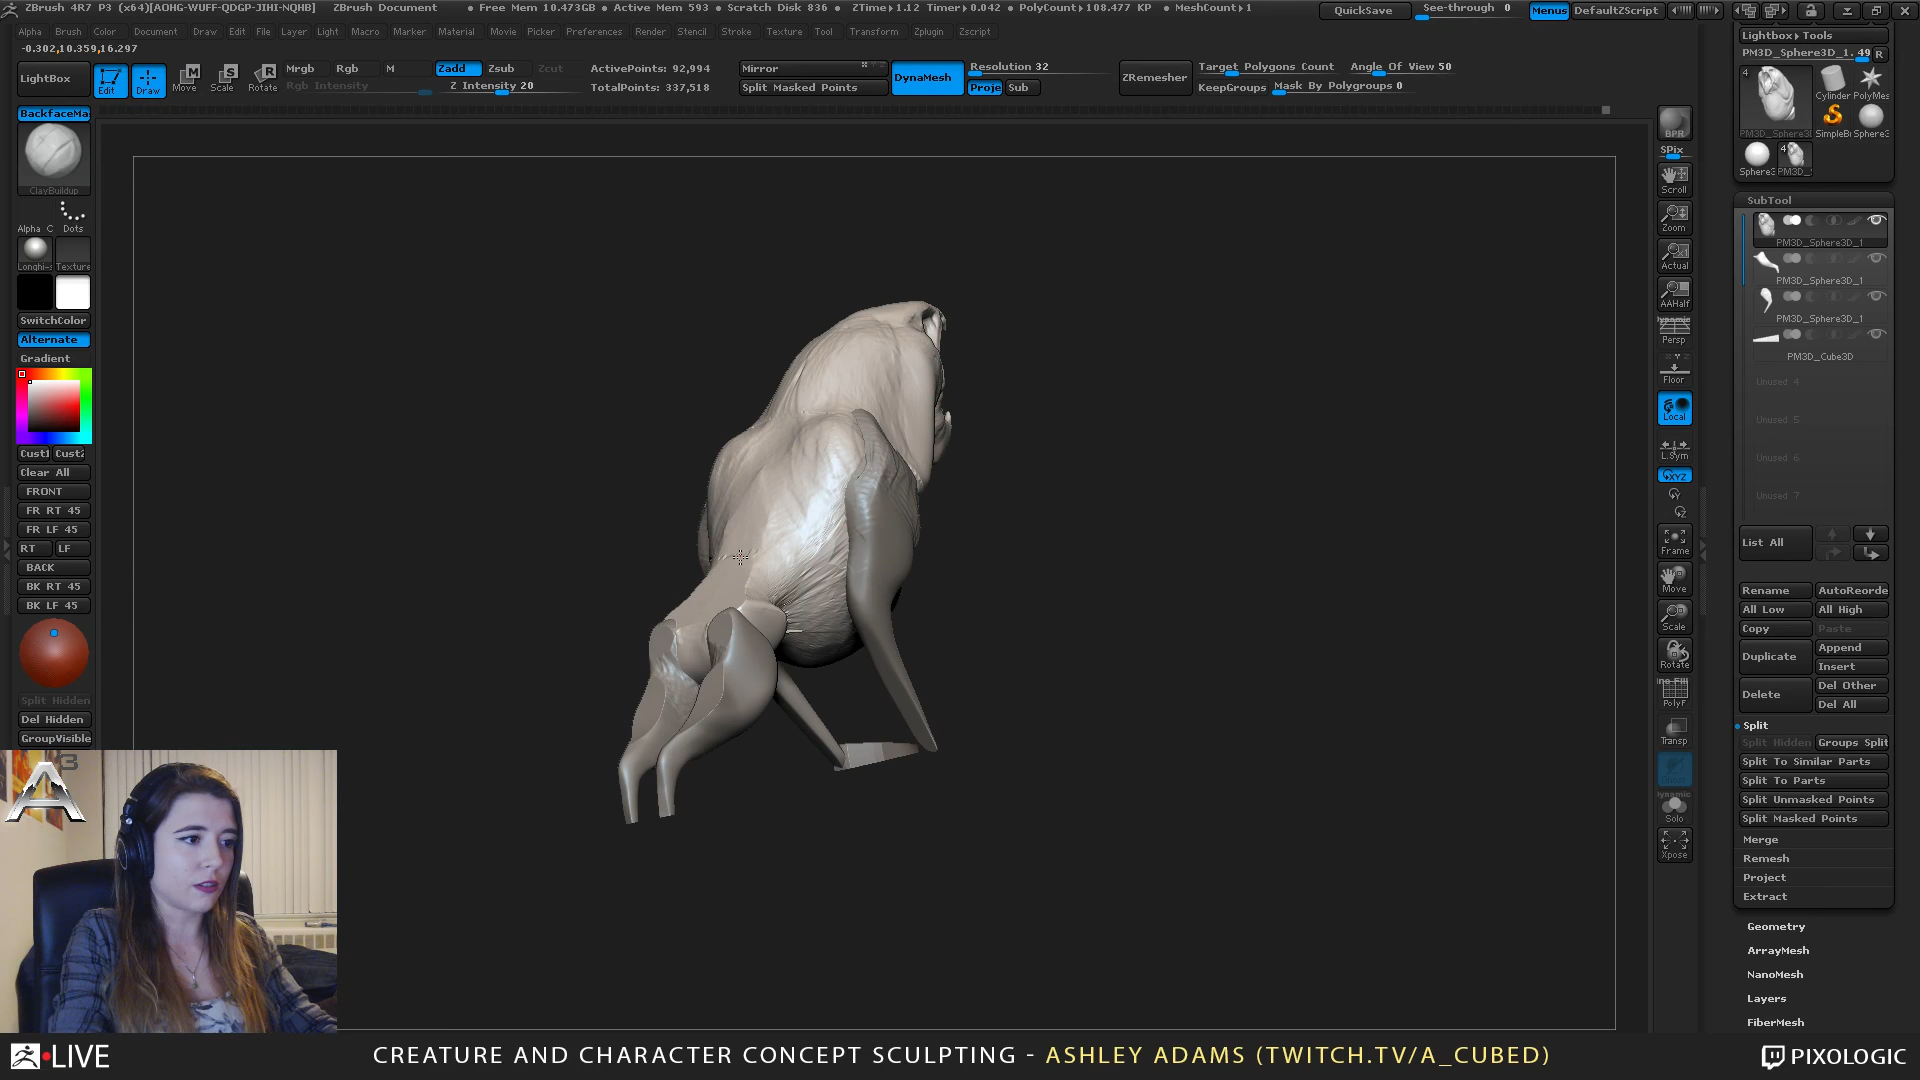 ZBrush 4R7 P3 (x64)[AOHG-WUFF-QDGP-JIHI-NQHB] ZBrush Document • Free Mem 10.473GB • Active Mem 593 • Scratch Disk 836 • ZTime▸1.12 Timer▸0.042 • PolyCount▸108.477 KP • MeshCount▸1 QuickSave See-through 0 Menus DefaultZScript
Alpha Brush Color Document Draw Edit File Layer Light Macro Marker Material Movie Picker Preferences Render Stencil Stroke Texture Tool Transform Zplugin Zscript
-0.302,10.359,16.297
LightBox Edit Draw Move Scale Rotate
Mrgb Rgb M Zadd Zsub Zcut
Rgb Intensity Z Intensity 20
ActivePoints: 92,994
TotalPoints: 337,518
Mirror
Split Masked Points
DynaMesh
Resolution 32
Proje Sub
ZRemesher
Target Polygons Count Angle Of View 50
KeepGroups Mask By Polygroups 0
BackfaceMas
ClayBuildup
Alpha C Dots
Texture
SwitchColor
Alternate
Gradient
Clear All
FRONT
FR RT 45
FR LF 45
RT LF
BACK
BK RT 45
BK LF 45
Split Hidden
Del Hidden
GroupVisible
BPR
SPix
Scroll
Zoom
Actual
AAHalf
Dynamic
Persp
Floor
Local
L.Sym
XYZ
Frame
Move
Scale
Rotate
PolyF
Transp
Dynamic
Solo
Xpose
Lightbox▸Tools
PM3D_Sphere3D_1. 49 R
4
PM3D_Sphere3D
Cylinder PolyMes
SimpleB Sphere3
4
Sphere3 PM3D_
SubTool
PM3D_Sphere3D_1
PM3D_Sphere3D_1
PM3D_Sphere3D_1
PM3D_Cube3D
Unused 4
Unused 5
Unused 6
Unused 7
List All
Rename AutoReorde
All Low All High
Copy Paste
Duplicate Append
Insert
Delete Del Other
Del All
Split
Split Hidden Groups Split
Split To Similar Parts
Split To Parts
Split Unmasked Points
Split Masked Points
Merge
Remesh
Project
Extract
Geometry
ArrayMesh
NanoMesh
Layers
FiberMesh
A 3
LIVE
CREATURE AND CHARACTER CONCEPT SCULPTING - ASHLEY ADAMS (TWITCH.TV/A_CUBED)
PIXOLOGIC